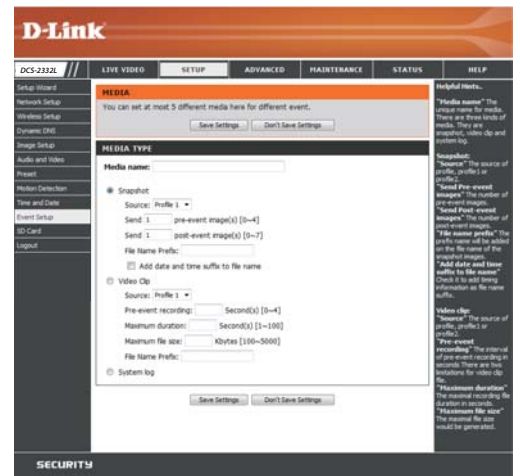 D-Link
DCS-2332L
LIVE VIDEO SETUP ADVANCED MAINTENANCE STATUS HELP
Setup Wizard
Network Setup
Wireless Setup
Dynamic DNS
Image Setup
Audio and Video
Preset
Motion Detection
Time and Date
Event Setup
SD Card
Logout
MEDIA
You can set at most 5 different media here for different event.
Save Settings Don't Save Settings
MEDIA TYPE
Media name:
Snapshot
Source: Profile 1
Send 1 pre-event image(s) [0~4]
Send 1 post-event image(s) [0~7]
File Name Prefix:
Add date and time suffix to file name
Video Clip
Source: Profile 1
Pre-event recording: Second(s) [0~4]
Maximum duration: Second(s) [1~100]
Maximum file size: Kbytes [100~5000]
File Name Prefix:
System log
Save Settings Don't Save Settings
Helpful Hints..
"Media name" The
unique name for media.
There are three kinds of
media. They are
snapshot, video clip and
system log.
Snapshot:
"Source" The source of
profile, profile1 or
profile2.
"Send Pre-event
images" The number of
pre-event images.
"Send Post-event
images" The number of
post-event images.
"File name prefix" The
prefix name will be added
on the file name of the
snapshot images.
"Add date and time
suffix to file name"
Check it to add timing
information as file name
suffix.
Video clip:
"Source" The source of
profile, profile1 or
profile2.
"Pre-event
recording" The interval
of pre-event recording in
seconds There are two
limitations for video clip
file.
"Maximum duration"
The maximal recording file
duration in seconds.
"Maximum file size"
The maximal file size
would be generated.
SECURITY